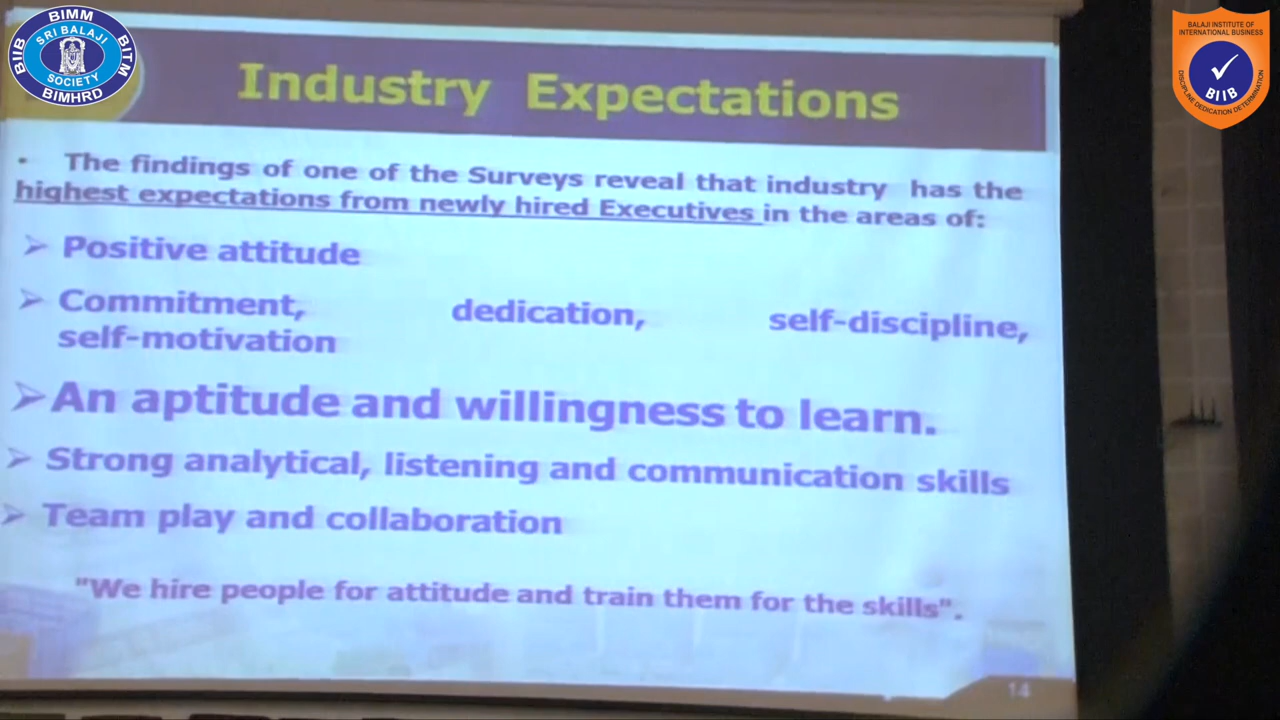 BIMM
BIIB
SRI BALAJI
SOCIETY
BITM
BIMHRD
BALAJI INSTITUTE OF
INTERNATIONAL BUSINESS
BIIB
DISCIPLINE DEDICATION DETERMINATION
Industry Expectations
• The findings of one of the Surveys reveal that industry has the
highest expectations from newly hired Executives in the areas of:
➢ Positive attitude
➢ Commitment, dedication, self-discipline,
self-motivation
➢ An aptitude and willingness to learn.
➢ Strong analytical, listening and communication skills
➢ Team play and collaboration
"We hire people for attitude and train them for the skills".
14